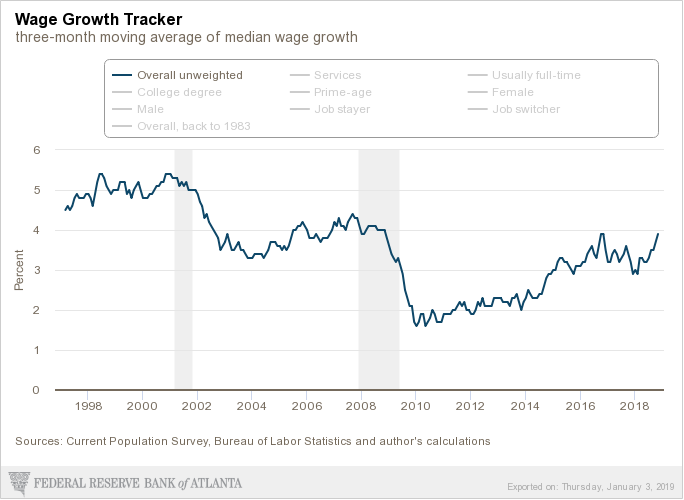 Wage Growth Tracker
three-month moving average of median wage growth
Overall unweighted Services Usually full-time
College degree Prime-age Female
Male Job stayer Job switcher
Overall, back to 1983
6
5
4
3
2
1
0
Percent
1998 2000 2002 2004 2006 2008 2010 2012 2014 2016 2018
Sources: Current Population Survey, Bureau of Labor Statistics and author's calculations
FEDERAL RESERVE BANK of ATLANTA
Exported on: Thursday, January 3, 2019